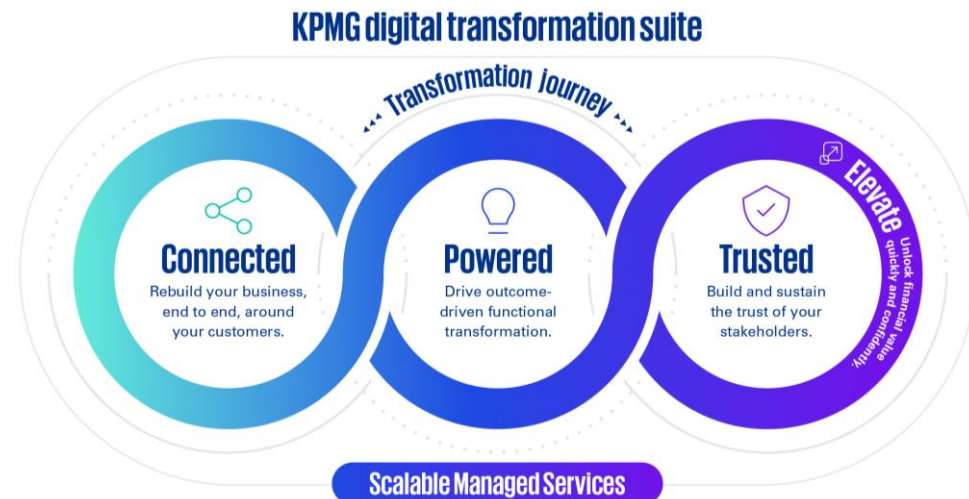 KPMG digital transformation suite
Transformation journey
Connected
Rebuild your business,
end to end, around
your customers.
Powered
Drive outcome-
driven functional
transformation.
Trusted
Build and sustain
the trust of your
stakeholders.
Elevate
Unlock financial value
quickly and confidently.
Scalable Managed Services